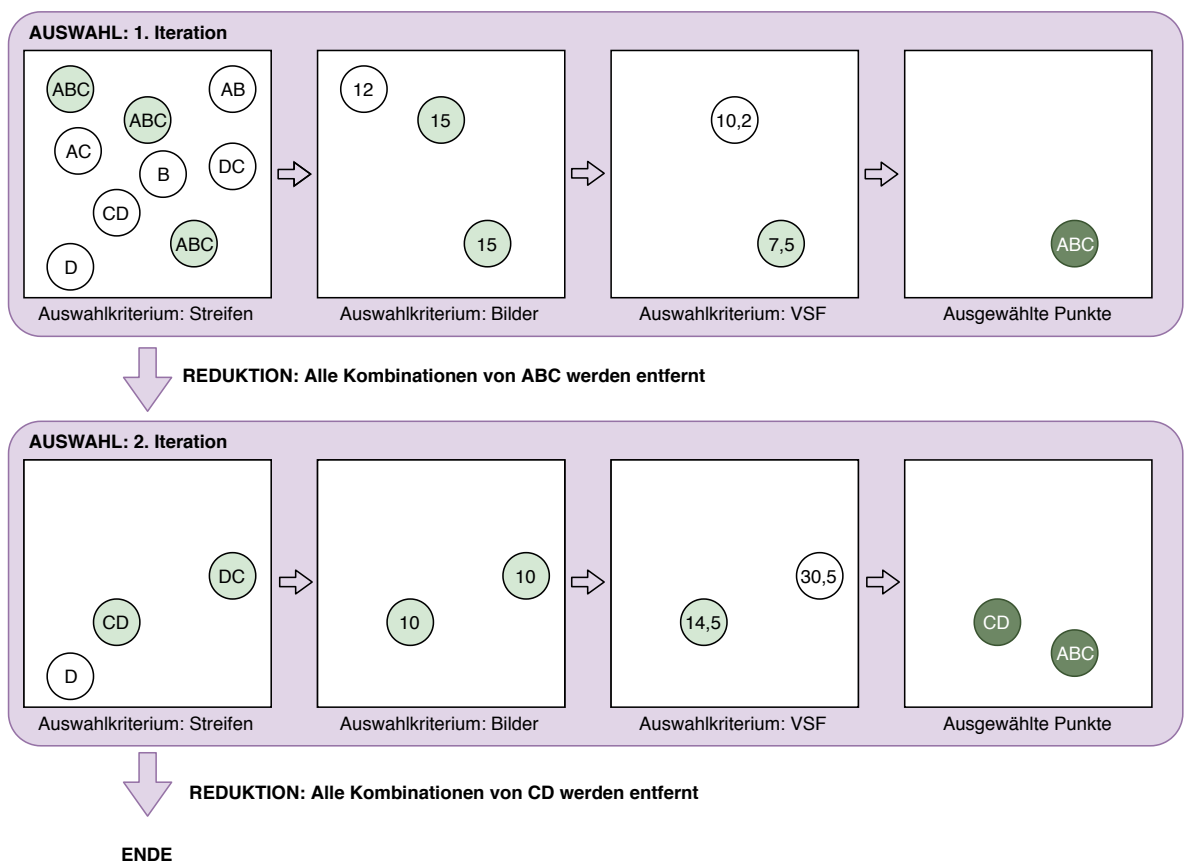 AUSWAHL: 1. Iteration
ABC
AB
ABC
AC
B
DC
CD
ABC
D
12
15
15
10,2
7,5
ABC
Auswahlkriterium: Streifen
Auswahlkriterium: Bilder
Auswahlkriterium: VSF
Ausgewählte Punkte
REDUKTION: Alle Kombinationen von ABC werden entfernt
AUSWAHL: 2. Iteration
DC
CD
D
10
10
30,5
14,5
CD
ABC
Auswahlkriterium: Streifen
Auswahlkriterium: Bilder
Auswahlkriterium: VSF
Ausgewählte Punkte
REDUKTION: Alle Kombinationen von CD werden entfernt
ENDE